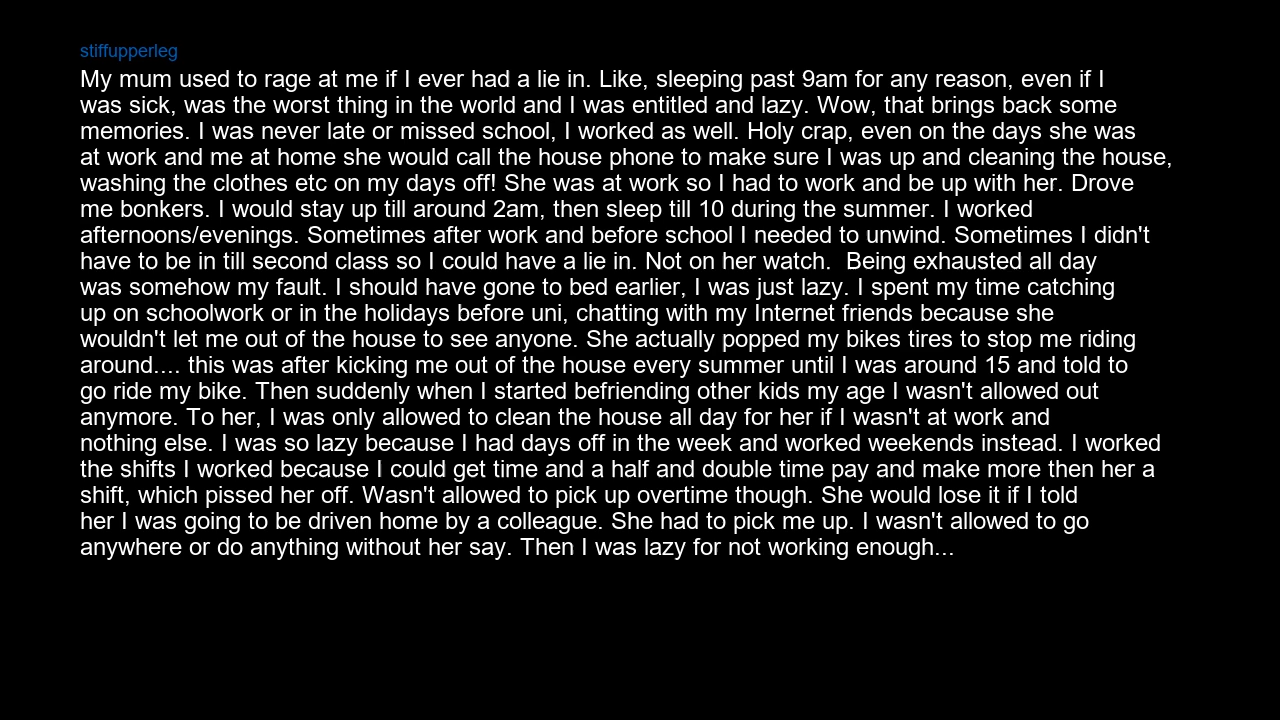 stiffupperleg
My mum used to rage at me if I ever had a lie in. Like, sleeping past 9am for any reason, even if I
was sick, was the worst thing in the world and I was entitled and lazy. Wow, that brings back some
memories. I was never late or missed school, I worked as well. Holy crap, even on the days she was
at work and me at home she would call the house phone to make sure I was up and cleaning the house,
washing the clothes etc on my days off! She was at work so I had to work and be up with her. Drove
me bonkers. I would stay up till around 2am, then sleep till 10 during the summer. I worked
afternoons/evenings. Sometimes after work and before school I needed to unwind. Sometimes I didn't
have to be in till second class so I could have a lie in. Not on her watch.  Being exhausted all day
was somehow my fault. I should have gone to bed earlier, I was just lazy. I spent my time catching
up on schoolwork or in the holidays before uni, chatting with my Internet friends because she
wouldn't let me out of the house to see anyone. She actually popped my bikes tires to stop me riding
around.... this was after kicking me out of the house every summer until I was around 15 and told to
go ride my bike. Then suddenly when I started befriending other kids my age I wasn't allowed out
anymore. To her, I was only allowed to clean the house all day for her if I wasn't at work and
nothing else. I was so lazy because I had days off in the week and worked weekends instead. I worked
the shifts I worked because I could get time and a half and double time pay and make more then her a
shift, which pissed her off. Wasn't allowed to pick up overtime though. She would lose it if I told
her I was going to be driven home by a colleague. She had to pick me up. I wasn't allowed to go
anywhere or do anything without her say. Then I was lazy for not working enough...